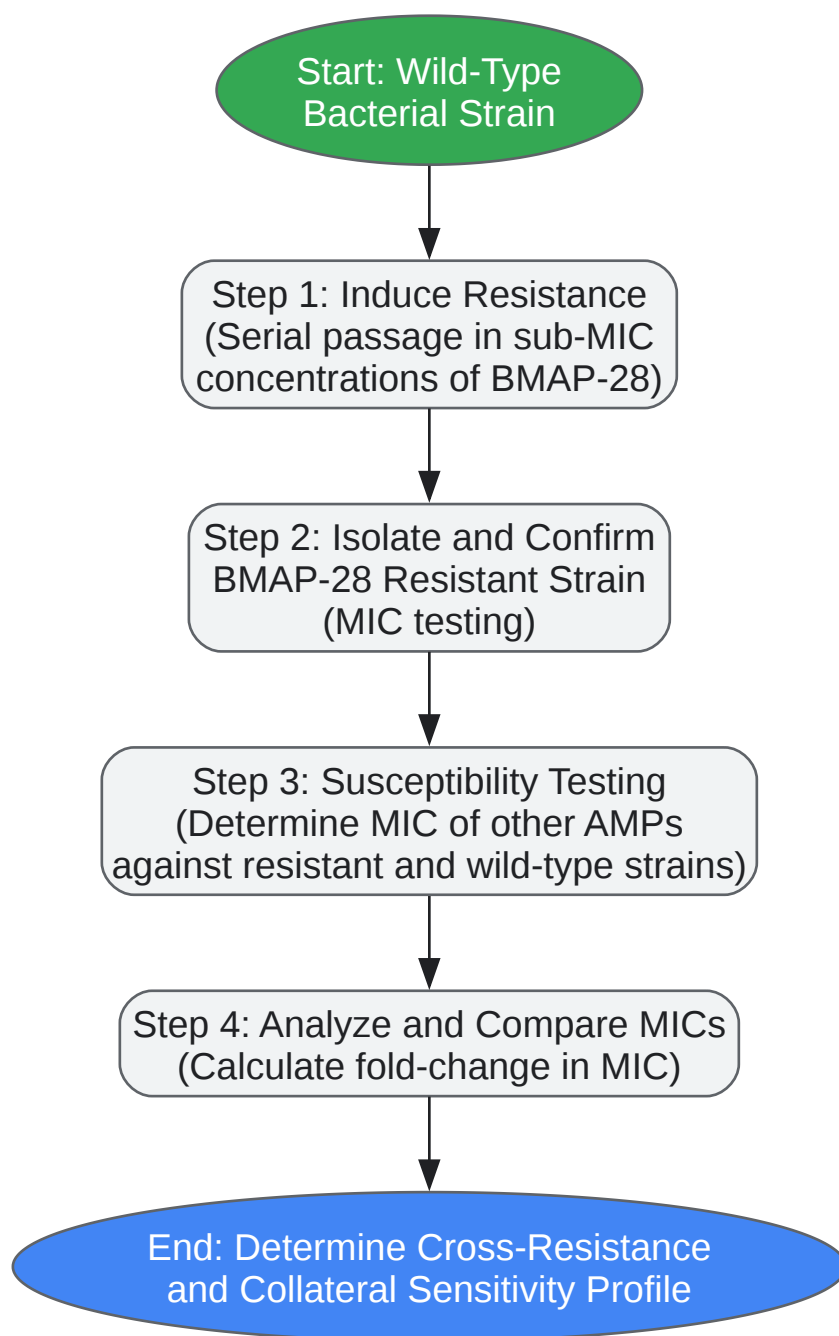 Start: Wild-Type
Bacterial Strain
Step 1: Induce Resistance
(Serial passage in sub-MIC
concentrations of BMAP-28)
Step 2: Isolate and Confirm
BMAP-28 Resistant Strain
(MIC testing)
Step 3: Susceptibility Testing
(Determine MIC of other AMPs
against resistant and wild-type strains)
Step 4: Analyze and Compare MICs
(Calculate fold-change in MIC)
End: Determine Cross-Resistance
and Collateral Sensitivity Profile